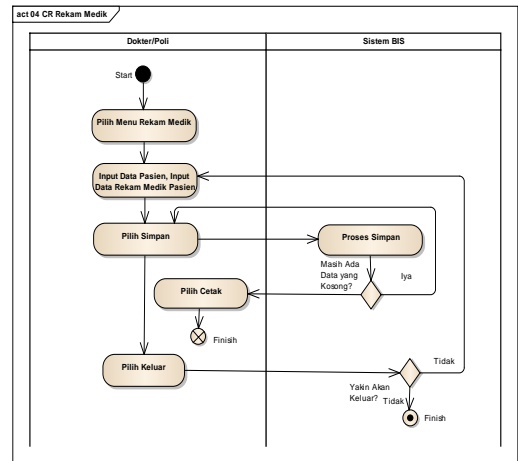 act 04 CR Rekam Medik
Dokter/Poli
Sistem BIS
Start
Pilih Menu Rekam Medik
Input Data Pasien, Input
Data Rekam Medik Pasien
Pilih Simpan
Proses Simpan
Masih Ada
Data yang
Kosong?
Iya
Pilih Cetak
Finisih
Pilih Keluar
Tidak
Yakin Akan
Keluar?
Tidak
Finish